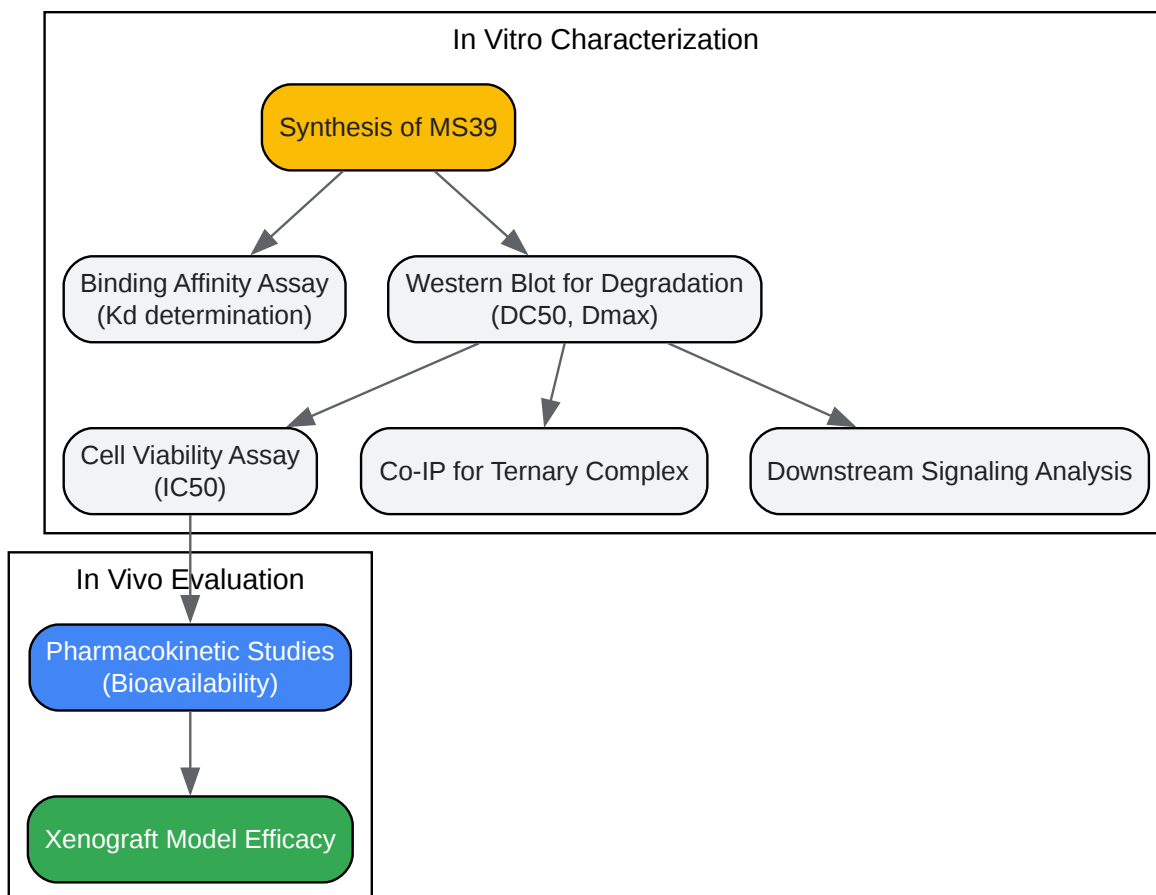 In Vitro Characterization
Synthesis of MS39
Binding Affinity Assay
(Kd determination)
Western Blot for Degradation
(DC50, Dmax)
Cell Viability Assay
(IC50)
Co-IP for Ternary Complex
Downstream Signaling Analysis
In Vivo Evaluation
Pharmacokinetic Studies
(Bioavailability)
Xenograft Model Efficacy